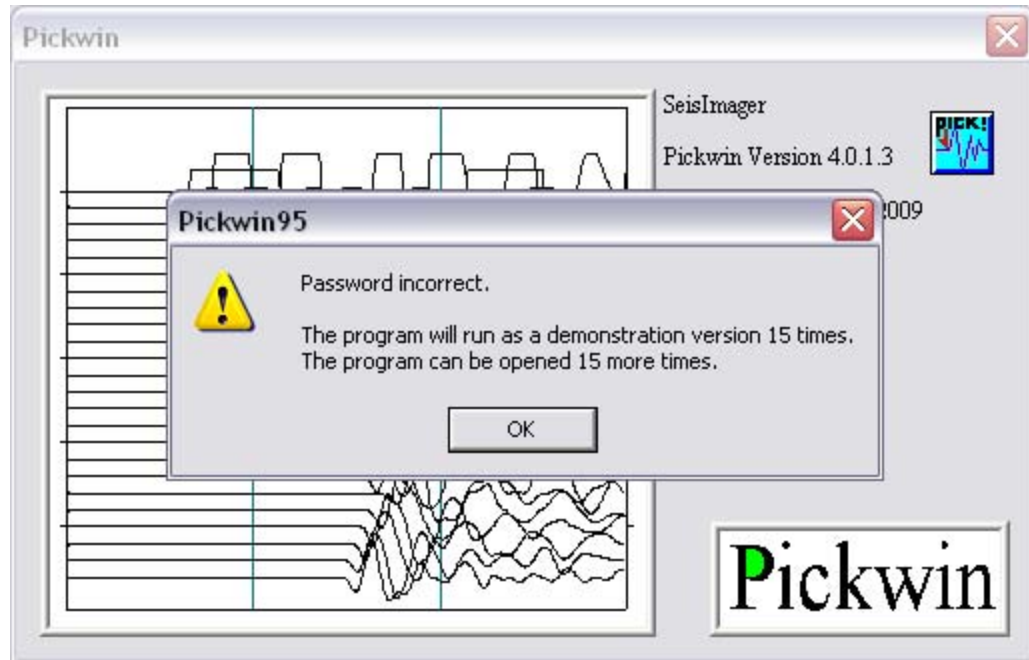 Pickwin
SeisImager
PICK!
Pickwin Version 4.0.1.3
Pickwin95
Password incorrect.
The program will run as a demonstration version 15 times.
The program can be opened 15 more times.
OK
Pickwin